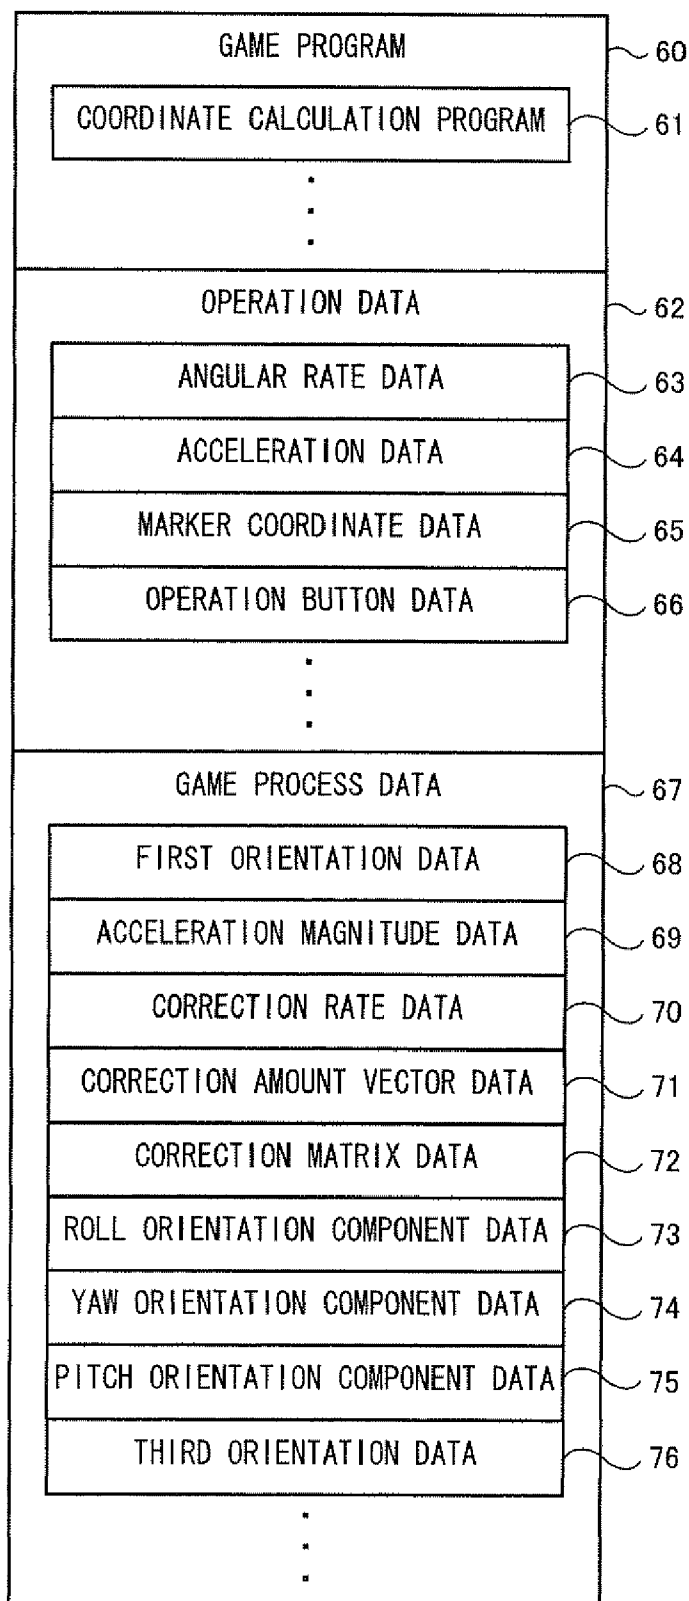 GAME PROGRAM 60
COORDINATE CALCULATION PROGRAM 61
OPERATION DATA 62
ANGULAR RATE DATA 63
ACCELERATION DATA 64
MARKER COORDINATE DATA 65
OPERATION BUTTON DATA 66
GAME PROCESS DATA 67
FIRST ORIENTATION DATA 68
ACCELERATION MAGNITUDE DATA 69
CORRECTION RATE DATA 70
CORRECTION AMOUNT VECTOR DATA 71
CORRECTION MATRIX DATA 72
ROLL ORIENTATION COMPONENT DATA 73
YAW ORIENTATION COMPONENT DATA 74
PITCH ORIENTATION COMPONENT DATA 75
THIRD ORIENTATION DATA 76